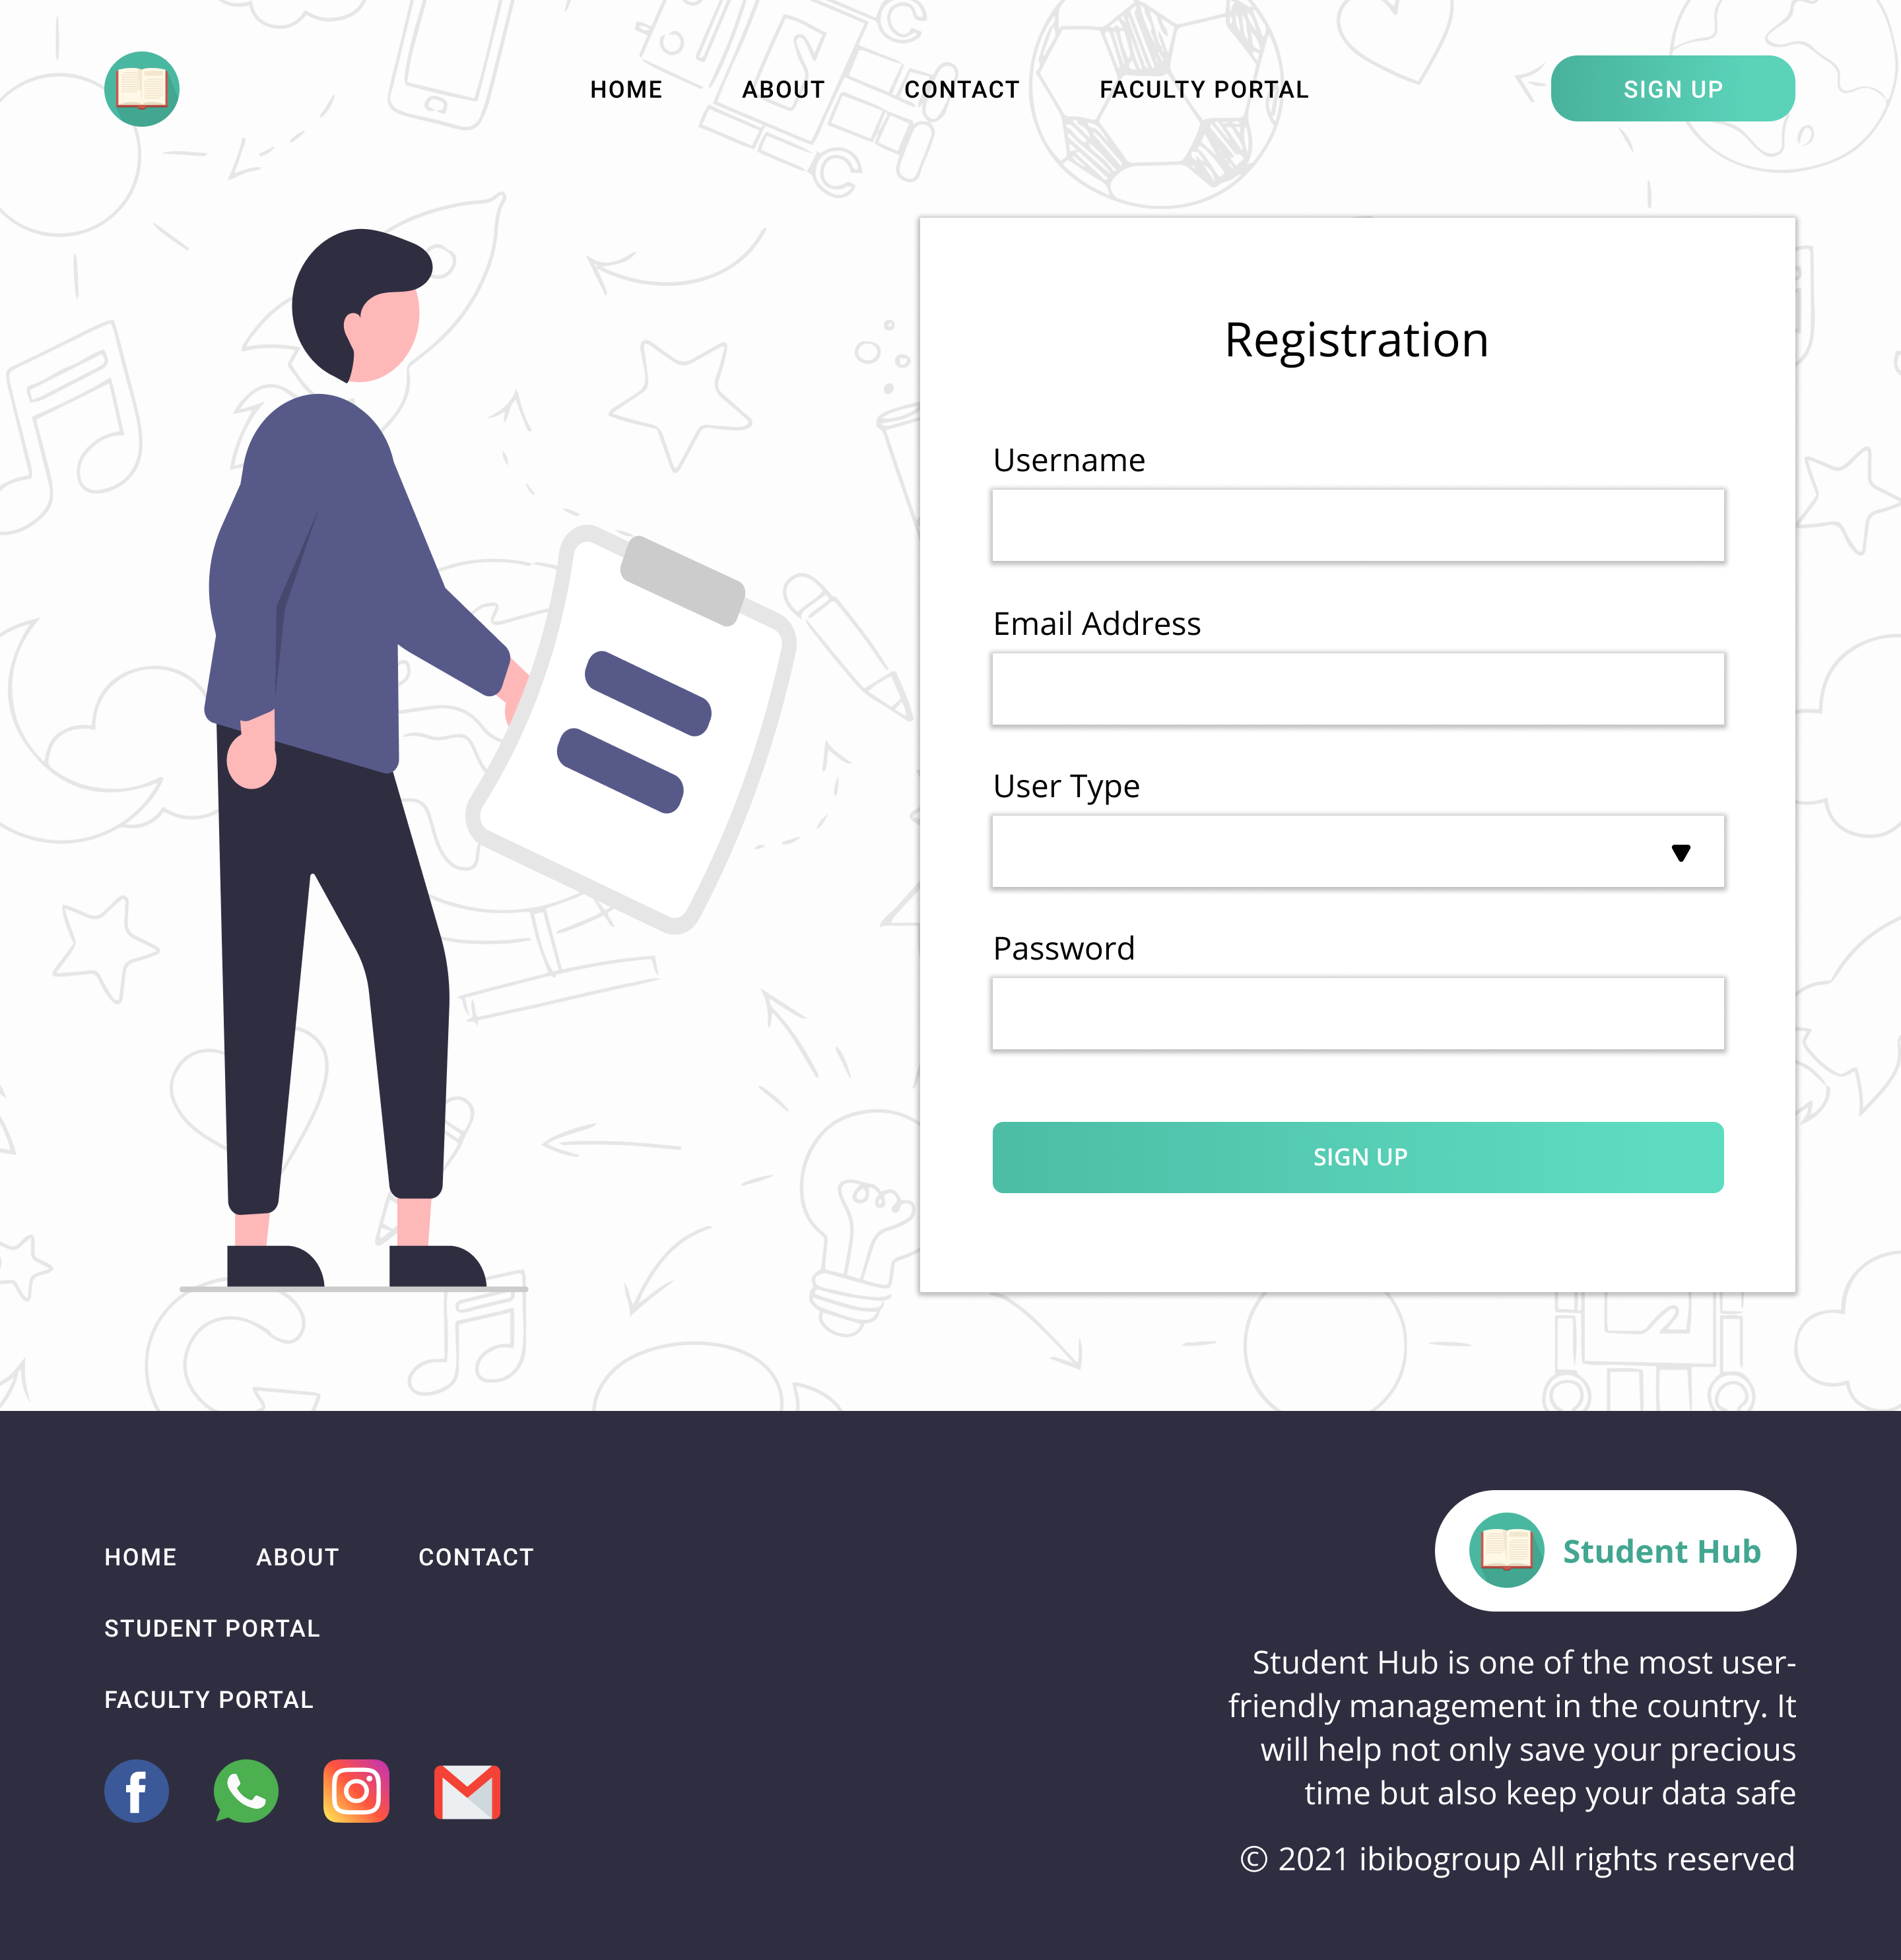 HOME ABOUT CONTACT FACULTY PORTAL SIGN UP
Registration
Username
Email Address
User Type
Password
SIGN UP
HOME ABOUT CONTACT
STUDENT PORTAL
FACULTY PORTAL
Student Hub
Student Hub is one of the most user-
friendly management in the country. It
will help not only save your precious
time but also keep your data safe
© 2021 ibibogroup All rights reserved